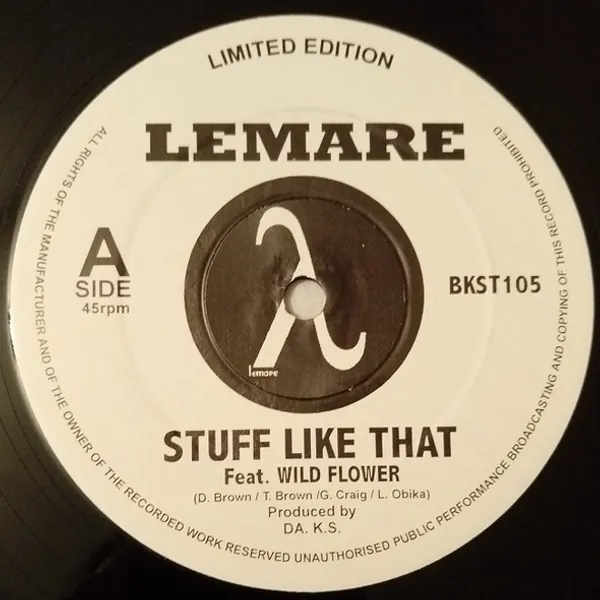 LIMITED EDITION
LEMARE
A
SIDE
45rpm
BKST105
λ
lemare
STUFF LIKE THAT
Feat. WILD FLOWER
(D. Brown / T. Brown /G. Craig / L. Obika)
Produced by
DA. K.S.
ALL RIGHTS OF THE MANUFACTURER AND OF THE OWNER OF THE RECORDED WORK RESERVED UNAUTHORISED PUBLIC PERFORMANCE BROADCASTING AND COPYING OF THIS RECORD PROHIBITED